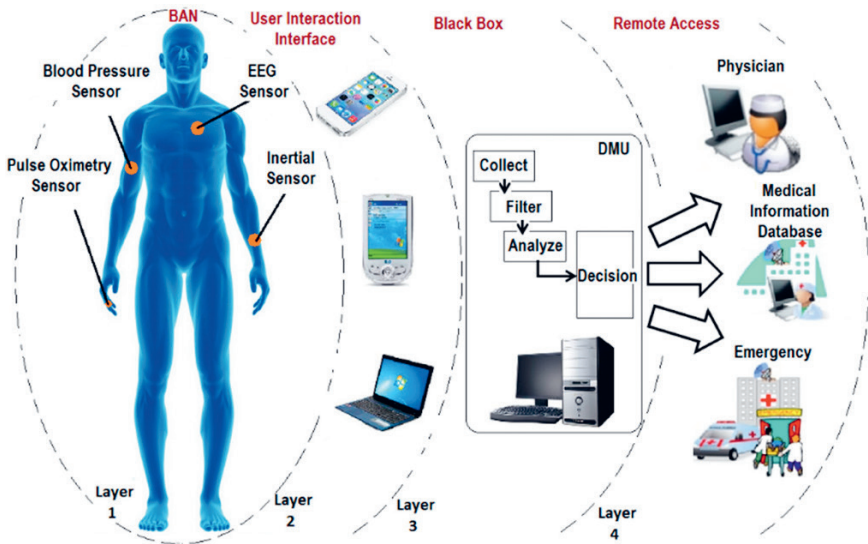 BAN
User Interaction
Interface
Black Box
Remote Access
Blood Pressure
Sensor
EEG
Sensor
Pulse Oximetry
Sensor
Inertial
Sensor
DMU
Collect
Filter
Analyze
Decision
Physician
Medical
Information
Database
Emergency
Layer
1
Layer
2
Layer
3
Layer
4